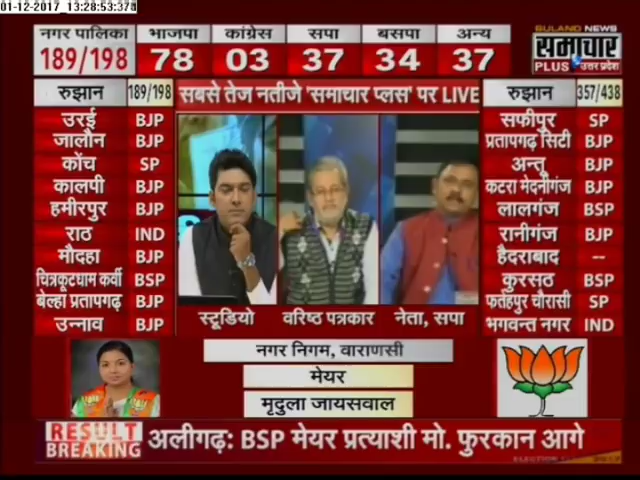 01-12-2017_13:28:53:373
नगर पालिका भाजपा कांग्रेस सपा बसपा अन्य
189/198 78 03 37 34 37
BULAND NEWS
समाचार
PLUS उत्तर प्रदेश
रुझान 189/198
सबसे तेज नतीजे 'समाचार प्लस' पर LIVE
रुझान 357/438
उरई BJP
जालौन BJP
कोंच SP
कालपी BJP
हमीरपुर BJP
राठ IND
मौदहा BJP
चित्रकूटधाम कर्वी BSP
बेल्हा प्रतापगढ़ BJP
उन्नाव BJP
सफीपुर SP
प्रतापगढ़ सिटी BJP
अन्तू BJP
कटरा मेदनीगंज BJP
लालगंज BSP
रानीगंज BJP
हैदराबाद --
कुरसठ BSP
फतेहपुर चौरासी SP
भगवन्त नगर IND
स्टूडियो वरिष्ठ पत्रकार नेता, सपा
नगर निगम, वाराणसी
मेयर
मृदुला जायसवाल
RESULT
BREAKING
अलीगढ़: BSP मेयर प्रत्याशी मो. फुरकान आगे